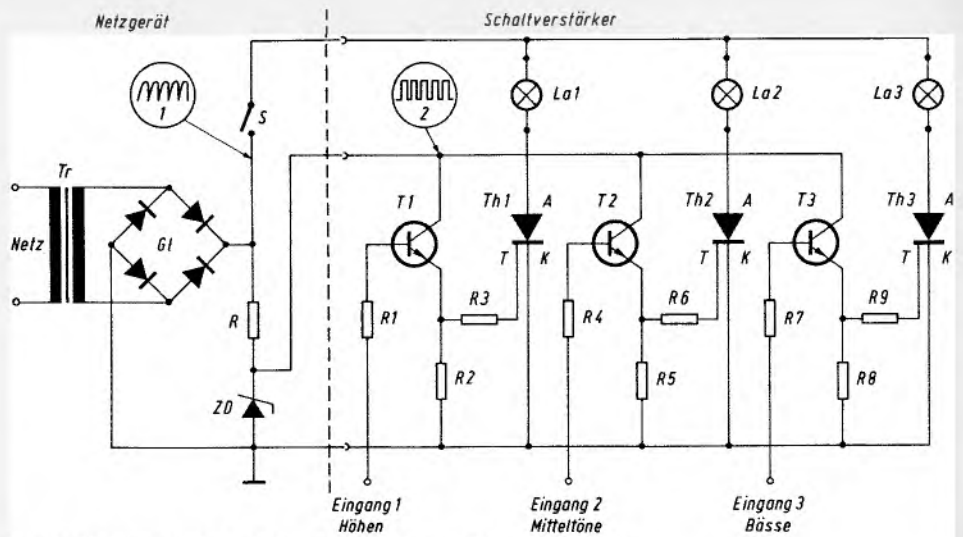 Netzgerät
Schaltverstärker
1
S
2
La1
La2
La3
Tr
Netz
Gl
T1
Th1
A
T2
Th2
A
T3
Th3
A
T
K
T
K
T
K
R
R1
R3
R4
R6
R7
R9
R2
R5
R8
ZD
Eingang 1
Höhen
Eingang 2
Mitteltöne
Eingang 3
Bässe